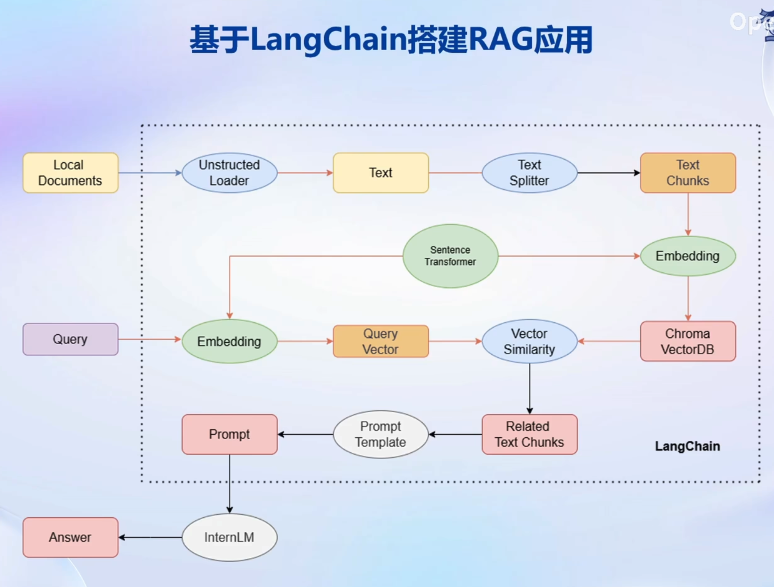 基于LangChain搭建RAG应用
Local
Documents
Unstructed
Loader
Text
Text
Splitter
Text
Chunks
Sentence
Transformer
Embedding
Query
Embedding
Query
Vector
Vector
Similarity
Chroma
VectorDB
Prompt
Prompt
Template
Related
Text Chunks
LangChain
Answer
InternLM